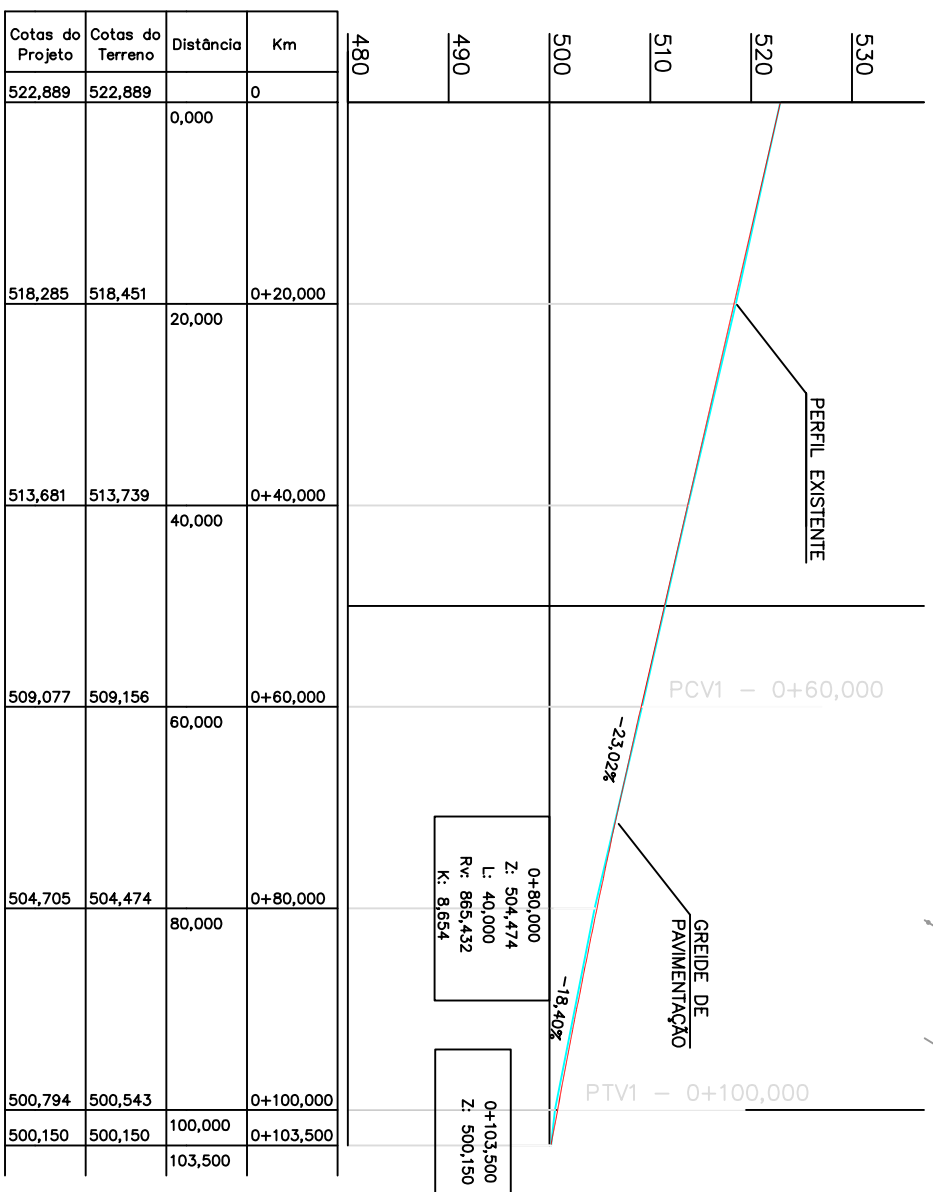 Cotas do Projeto
Cotas do Terreno
Distância
Km
522,889 522,889 0
0,000
518,285 518,451 0+20,000
20,000
513,681 513,739 0+40,000
40,000
509,077 509,156 0+60,000
60,000
504,705 504,474 0+80,000
80,000
500,794 500,543 0+100,000
100,000
500,150 500,150 0+103,500
103,500
480
490
500
510
520
530
PERFIL EXISTENTE
PCV1 – 0+60,000
-23,02%
GREIDE DE
PAVIMENTAÇÃO
0+80,000
Z: 504,474
L: 40,000
Rv: 865,432
K: 8,654
-18,40%
PTV1 – 0+100,000
0+103,500
Z: 500,150